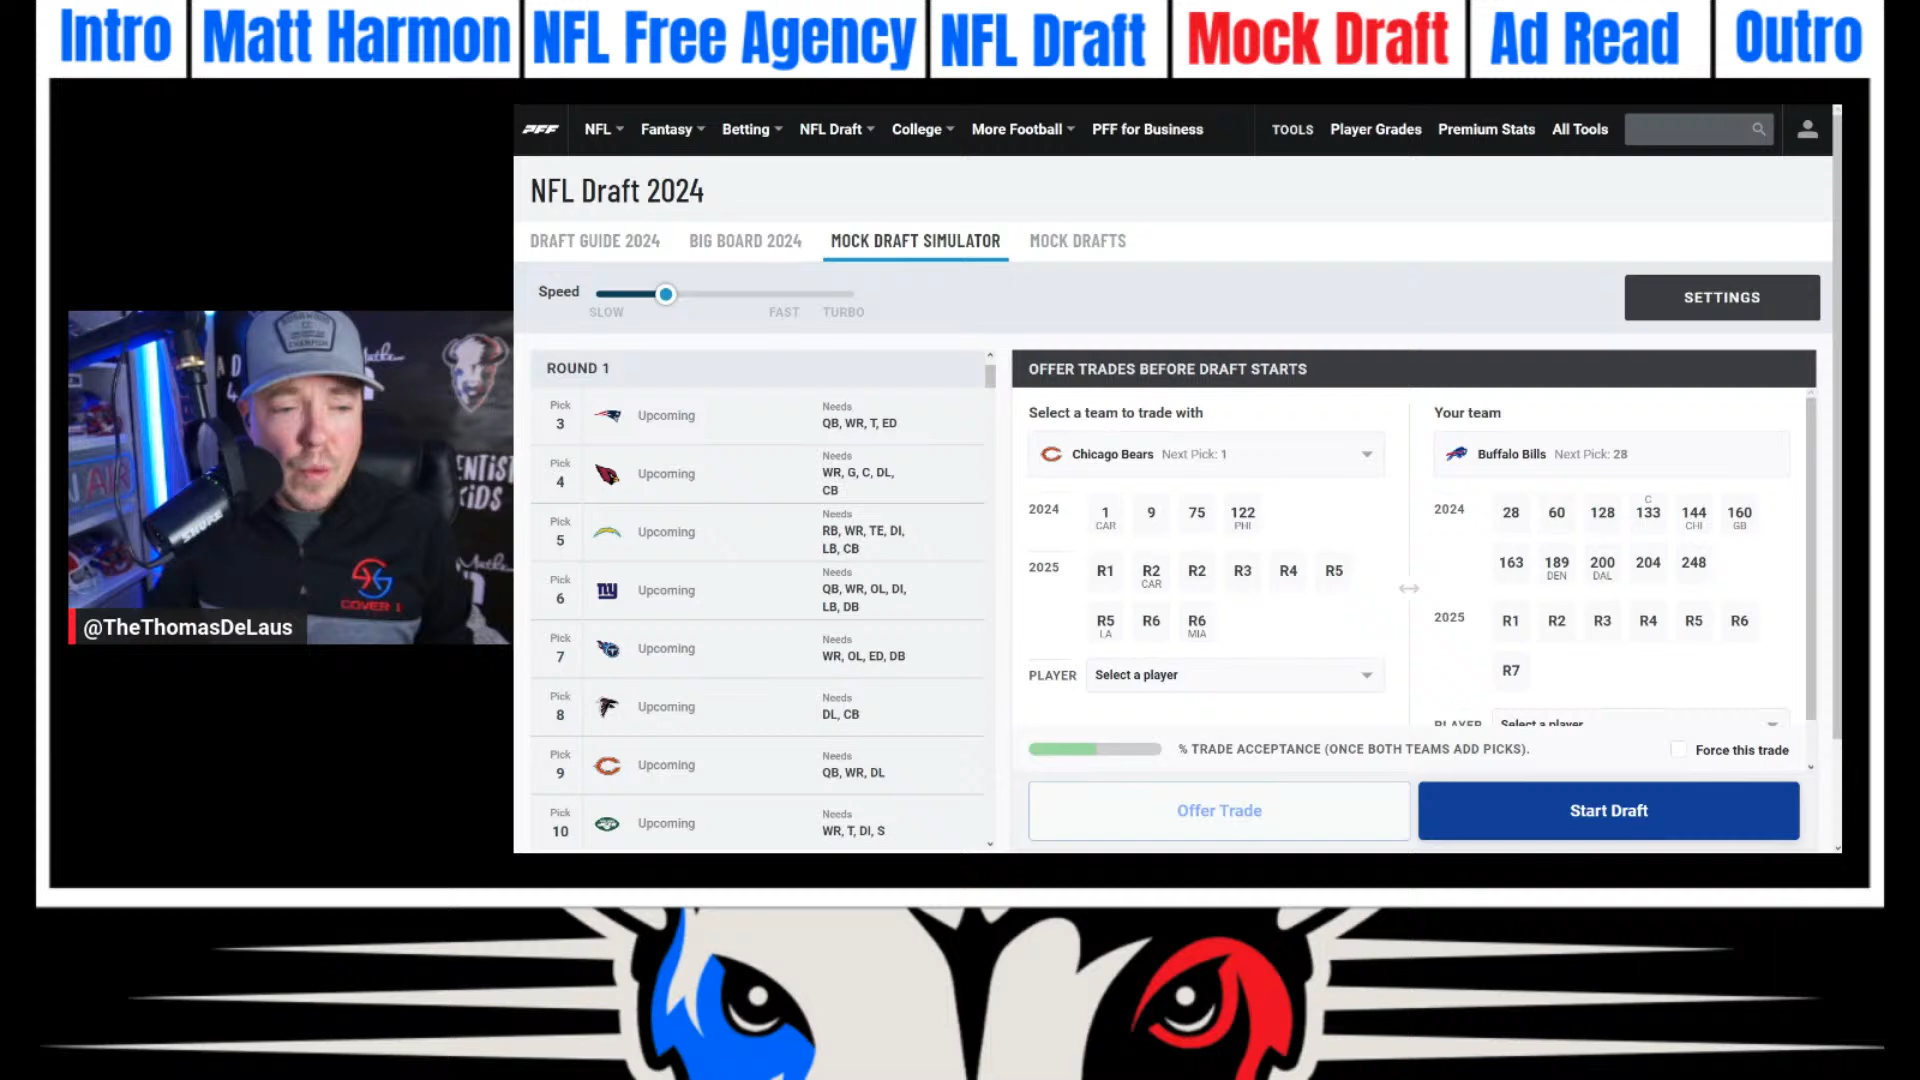 Intro Matt Harmon NFL Free Agency NFL Draft Mock Draft Ad Read Outro
PFF NFL Fantasy Betting NFL Draft College More Football PFF for Business TOOLS Player Grades Premium Stats All Tools
NFL Draft 2024
DRAFT GUIDE 2024 BIG BOARD 2024 MOCK DRAFT SIMULATOR MOCK DRAFTS
Speed
SLOW FAST TURBO
SETTINGS
ROUND 1
Pick 3 Upcoming Needs QB, WR, T, ED
Pick 4 Upcoming Needs WR, G, C, DL,
CB
Pick 5 Upcoming Needs RB, WR, TE, DI,
LB, CB
Pick 6 ny Upcoming Needs QB, WR, OL, DI,
LB, DB
Pick 7 Upcoming Needs WR, OL, ED, DB
Pick 8 Upcoming Needs DL, CB
Pick 9 Upcoming Needs QB, WR, DL
Pick 10 Upcoming Needs WR, T, DI, S
OFFER TRADES BEFORE DRAFT STARTS
Select a team to trade with
Chicago Bears Next Pick: 1
2024 1 CAR 9 75 122 PHI
2025 R1 R2 CAR R2 R3 R4 R5
R5 LA R6 R6 MIA
PLAYER Select a player
Your team
Buffalo Bills Next Pick: 28
2024 28 60 128 C 133 144 CHI 160 GB
163 189 DEN 200 DAL 204 248
2025 R1 R2 R3 R4 R5 R6
R7
PLAYER Select a player
% TRADE ACCEPTANCE (ONCE BOTH TEAMS ADD PICKS).
Force this trade
Offer Trade Start Draft
CHAMPION
SHURE
COVER 1
@TheThomasDeLaus